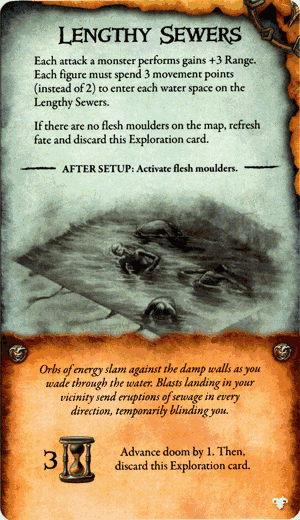 LENGTHY SEWERS
Each attack a monster performs gains +3 Range.
Each figure must spend 3 movement points
(instead of 2) to enter each water space on the
Lengthy Sewers.
If there are no flesh moulders on the map, refresh
fate and discard this Exploration card.
AFTER SETUP: Activate flesh moulders.
Orbs of energy slam against the damp walls as you
wade through the water. Blasts landing in your
vicinity send eruptions of sewage in every
direction, temporarily blinding you.
3
Advance doom by 1. Then,
discard this Exploration card.